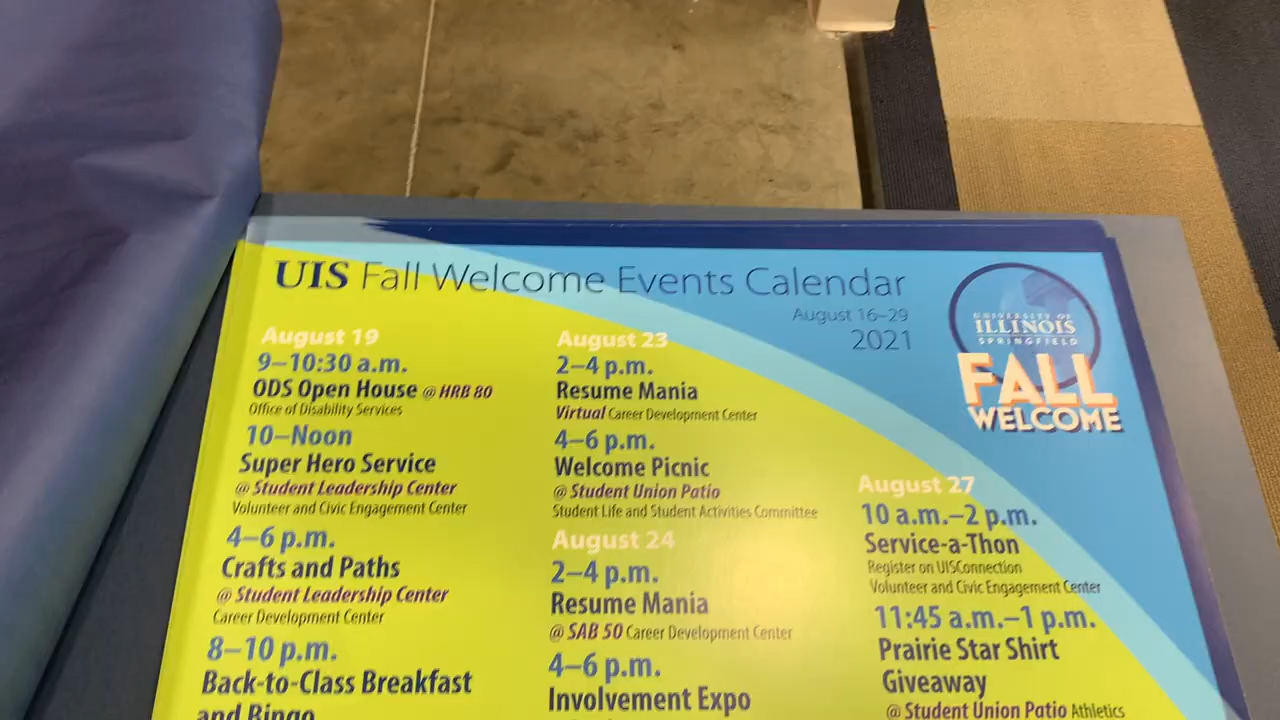 UIS Fall Welcome Events Calendar
August 16–29
2021
UNIVERSITY OF
ILLINOIS
SPRINGFIELD
FALL
WELCOME
August 19
9–10:30 a.m.
ODS Open House @ HRB 80
Office of Disability Services
10–Noon
Super Hero Service
@ Student Leadership Center
Volunteer and Civic Engagement Center
4–6 p.m.
Crafts and Paths
@ Student Leadership Center
Career Development Center
8–10 p.m.
Back-to-Class Breakfast
and Bingo
August 23
2–4 p.m.
Resume Mania
Virtual Career Development Center
4–6 p.m.
Welcome Picnic
@ Student Union Patio
Student Life and Student Activities Committee
August 24
2–4 p.m.
Resume Mania
@ SAB 50 Career Development Center
4–6 p.m.
Involvement Expo
August 27
10 a.m.–2 p.m.
Service-a-Thon
Register on UISConnection
Volunteer and Civic Engagement Center
11:45 a.m.–1 p.m.
Prairie Star Shirt
Giveaway
@ Student Union Patio Athletics